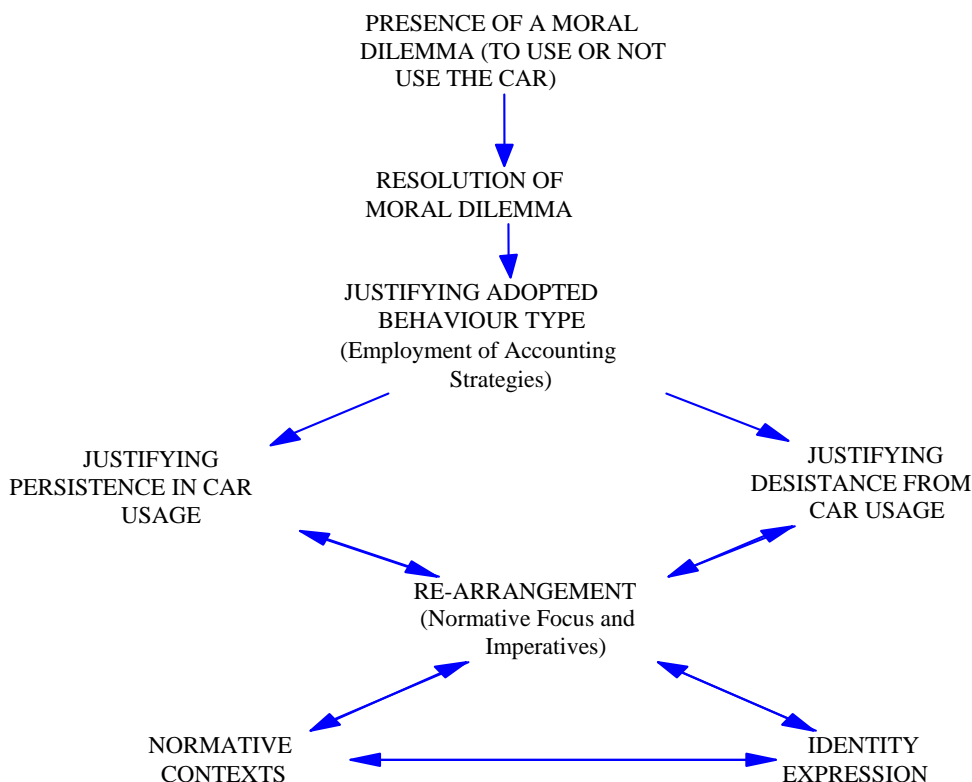 PRESENCE OF A MORAL
DILEMMA (TO USE OR NOT
USE THE CAR)
RESOLUTION OF
MORAL DILEMMA
JUSTIFYING ADOPTED
BEHAVIOUR TYPE
(Employment of Accounting
Strategies)
JUSTIFYING
PERSISTENCE IN CAR
USAGE
JUSTIFYING
DESISTANCE FROM
CAR USAGE
RE-ARRANGEMENT
(Normative Focus and
Imperatives)
NORMATIVE
CONTEXTS
IDENTITY
EXPRESSION